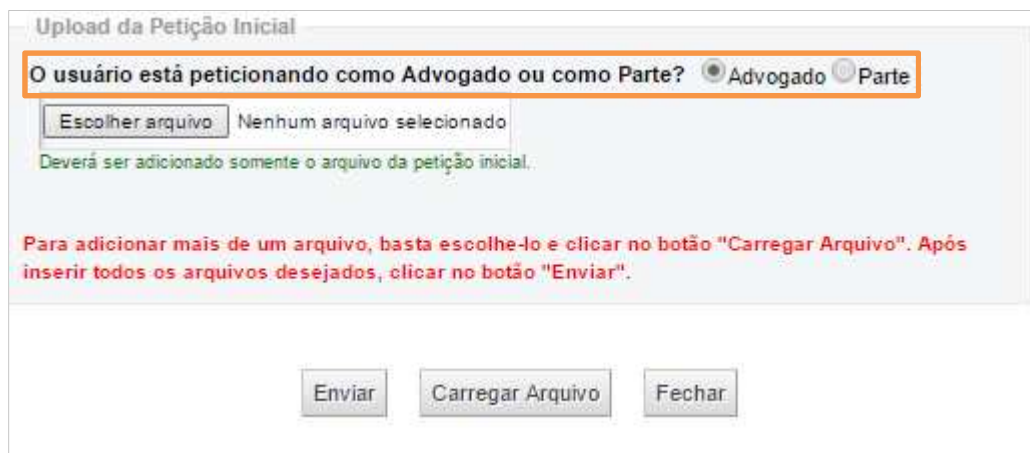 Upload da Petição Inicial
O usuário está peticionando como Advogado ou como Parte? Advogado Parte
Escolher arquivo Nenhum arquivo selecionado
Deverá ser adicionado somente o arquivo da petição inicial.
Para adicionar mais de um arquivo, basta escolhe-lo e clicar no botão "Carregar Arquivo". Após
inserir todos os arquivos desejados, clicar no botão "Enviar".
Enviar Carregar Arquivo Fechar